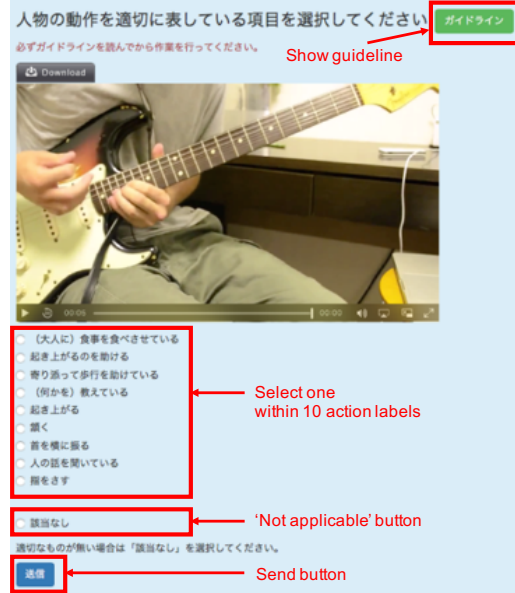 人物の動作を適切に表している項目を選択してください
ガイドライン
必ずガイドラインを読んでから作業を行ってください。
Show guideline
Download
00:05
00:00
（大人に）食事を食べさせている
起き上がるのを助ける
寄り添って歩行を助けている
（何かを）教えている
起き上がる
頷く
首を横に振る
人の話を聞いている
指をさす
Select one
within 10 action labels
該当なし
'Not applicable' button
適切なものが無い場合は「該当なし」を選択してください。
送信
Send button